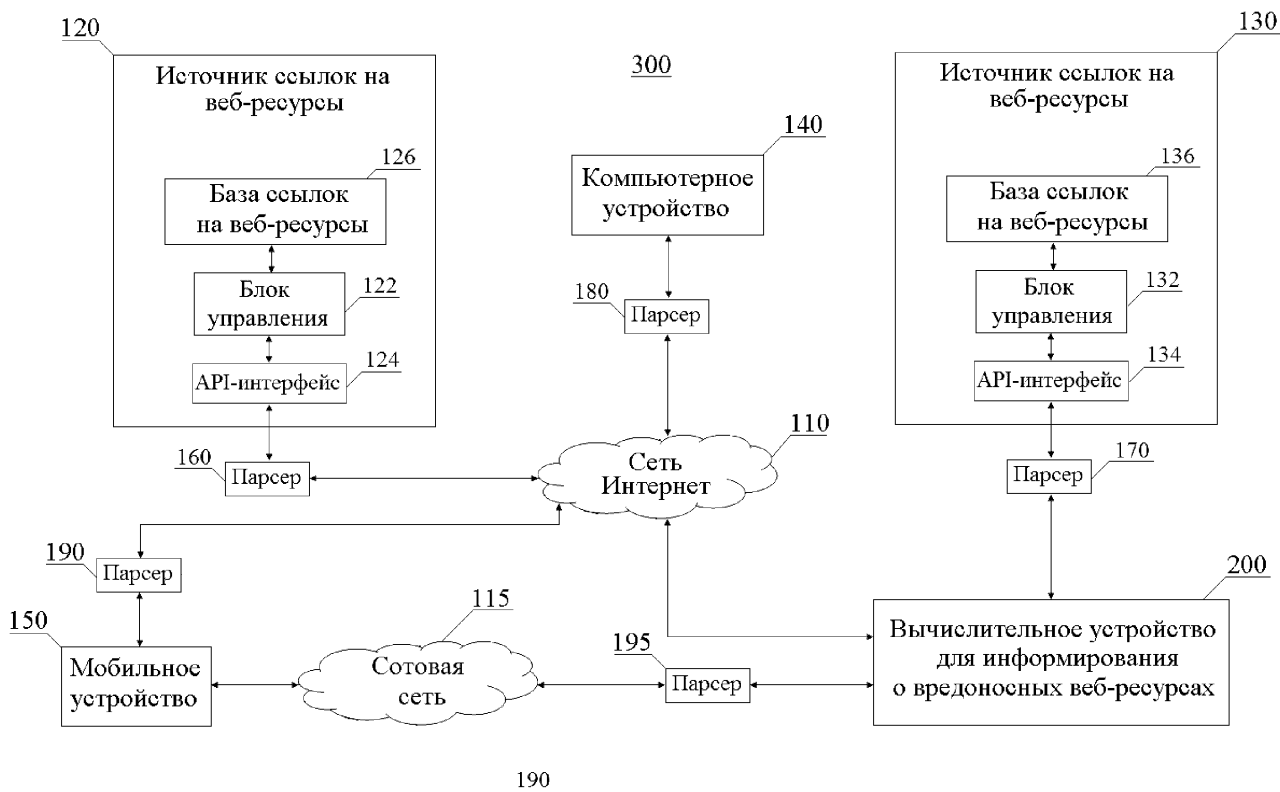 120
Источник ссылок на
веб-ресурсы
126
База ссылок
на веб-ресурсы
122
Блок
управления
124
API-интерфейс
160
Парсер
300
140
Компьютерное
устройство
180
Парсер
110
Сеть
Интернет
130
Источник ссылок на
веб-ресурсы
136
База ссылок
на веб-ресурсы
132
Блок
управления
134
API-интерфейс
170
Парсер
190
Парсер
150
Мобильное
устройство
115
Сотовая
сеть
195
Парсер
200
Вычислительное устройство
для информирования
о вредоносных веб-ресурсах
190